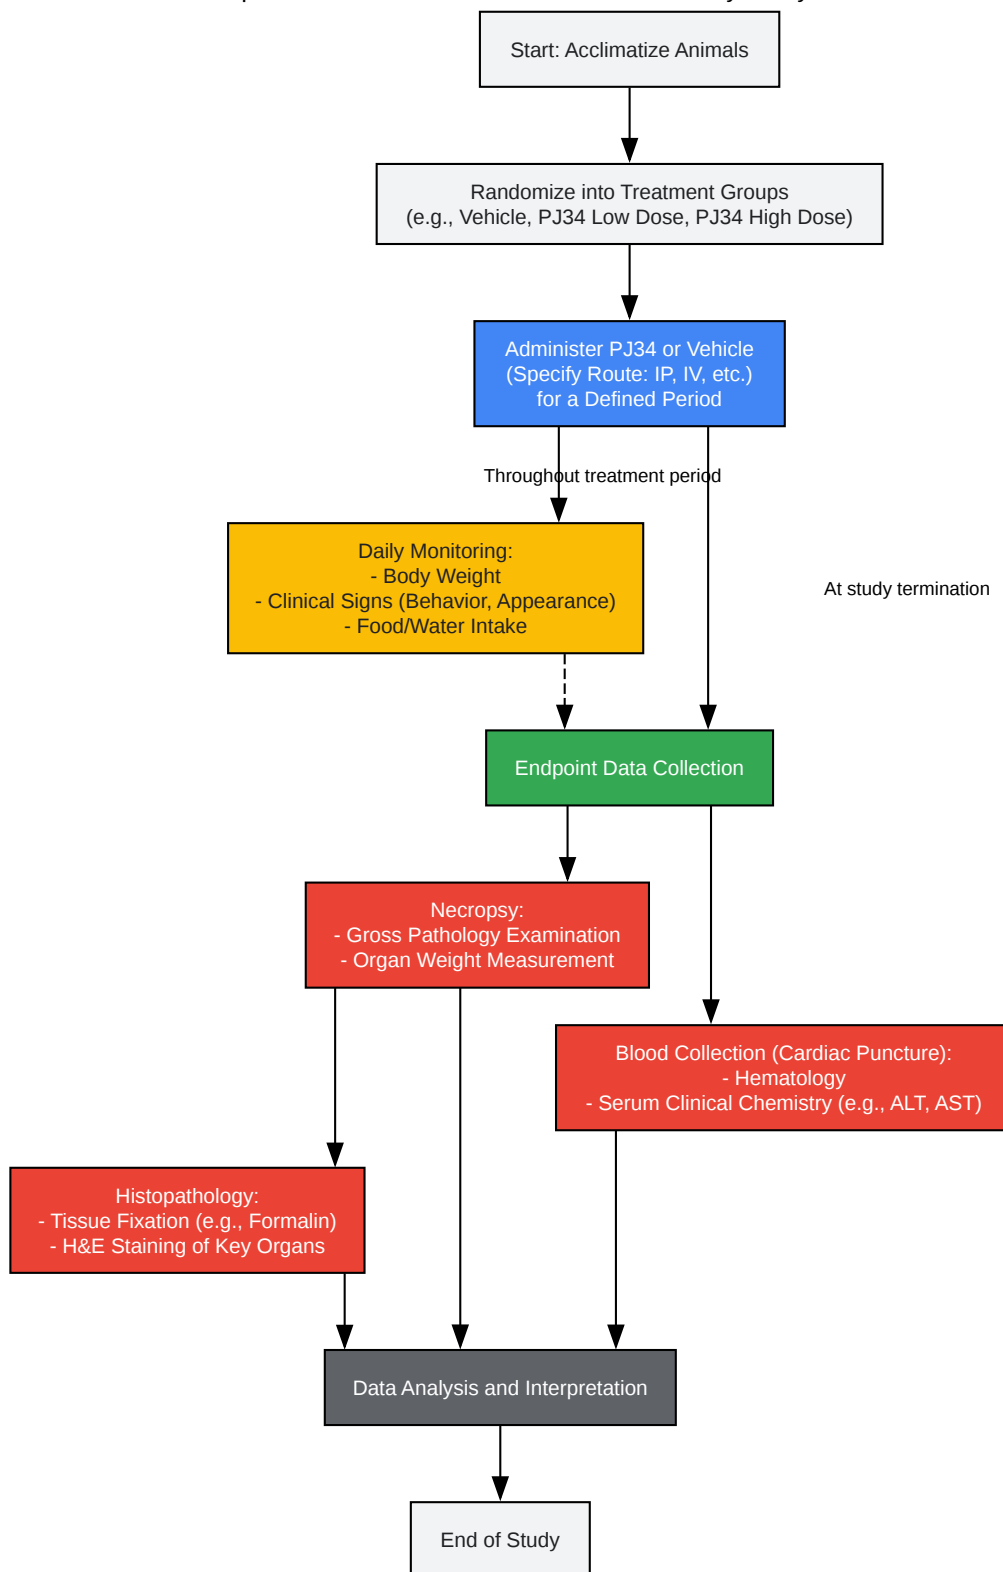 Start: Acclimatize Animals
Randomize into Treatment Groups
(e.g., Vehicle, PJ34 Low Dose, PJ34 High Dose)
Administer PJ34 or Vehicle
(Specify Route: IP, IV, etc.)
for a Defined Period
Throughout treatment period
Daily Monitoring:
- Body Weight
- Clinical Signs (Behavior, Appearance)
- Food/Water Intake
At study termination
Endpoint Data Collection
Necropsy:
- Gross Pathology Examination
- Organ Weight Measurement
Blood Collection (Cardiac Puncture):
- Hematology
- Serum Clinical Chemistry (e.g., ALT, AST)
Histopathology:
- Tissue Fixation (e.g., Formalin)
- H&E Staining of Key Organs
Data Analysis and Interpretation
End of Study